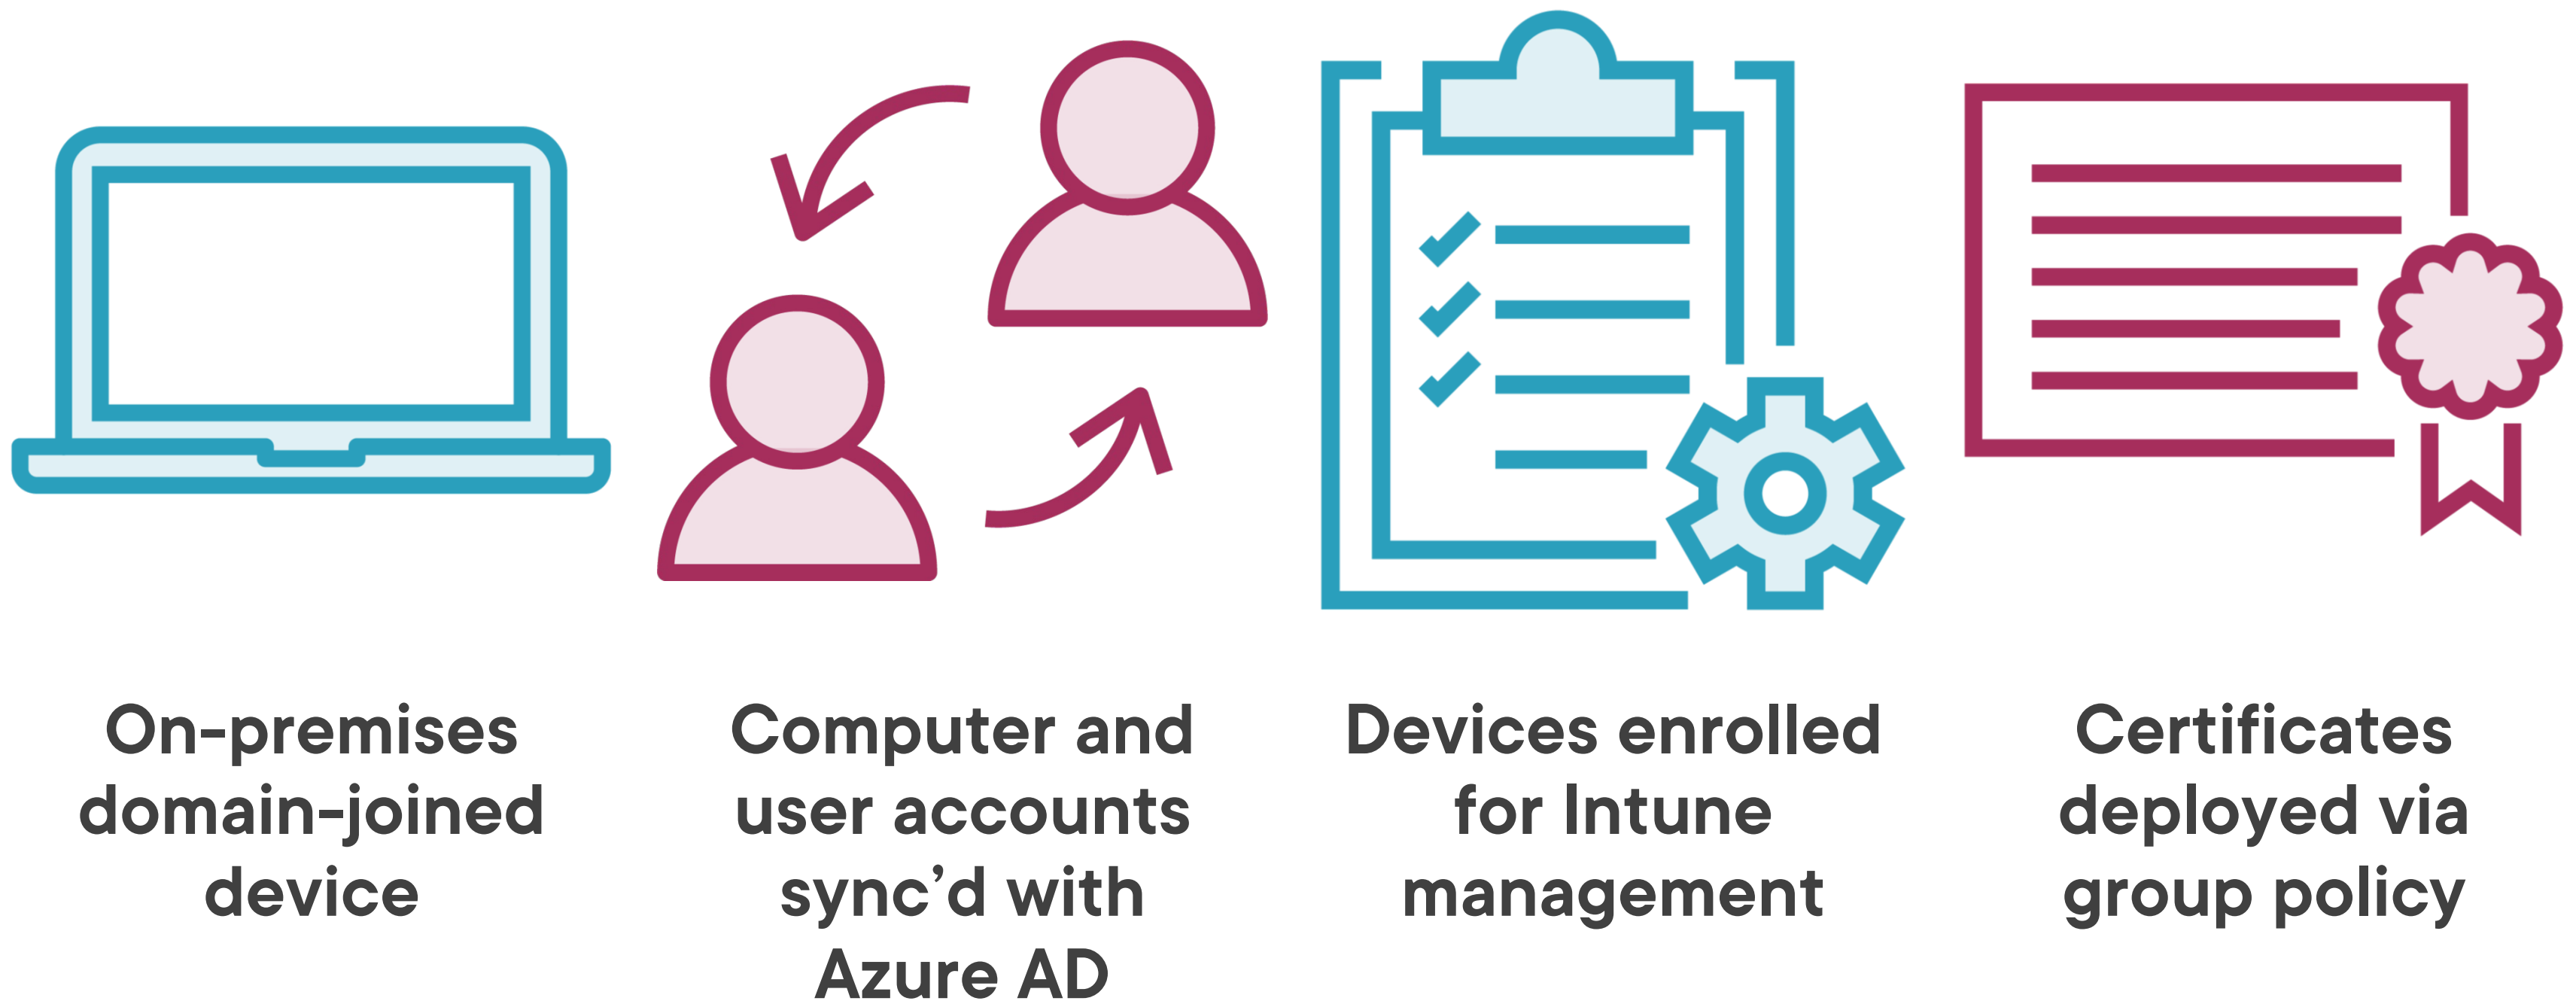 On-premises
domain-joined
device
Computer and
user accounts
sync’d with
Azure AD
Devices enrolled
for Intune
management
Certificates
deployed via
group policy